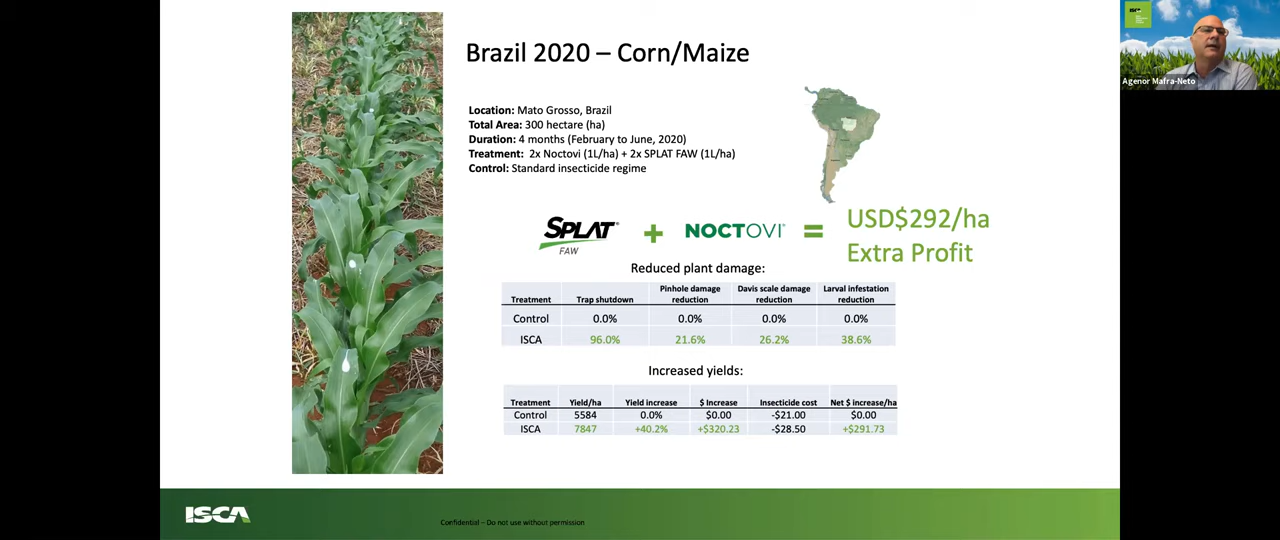 Brazil 2020 – Corn/Maize
Agenor Mafra-Neto
Location: Mato Grosso, Brazil
Total Area: 300 hectare (ha)
Duration: 4 months (February to June, 2020)
Treatment: 2x Noctovi (1L/ha) + 2x SPLAT FAW (1L/ha)
Control: Standard insecticide regime
SPLAT® + NOCTOVI® = USD$292/ha
FAW
Extra Profit
Reduced plant damage:
Treatment Trap shutdown Pinhole damage reduction Davis scale damage reduction Larval infestation reduction
Control 0.0% 0.0% 0.0% 0.0%
ISCA 96.0% 21.6% 26.2% 38.6%
Increased yields:
Treatment Yield/ha Yield increase $ Increase Insecticide cost Net $ increase/ha
Control 5584 0.0% $0.00 -$21.00 $0.00
ISCA 7847 +40.2% +$320.23 -$28.50 +$291.73
ISCA
Confidential – Do not use without permission